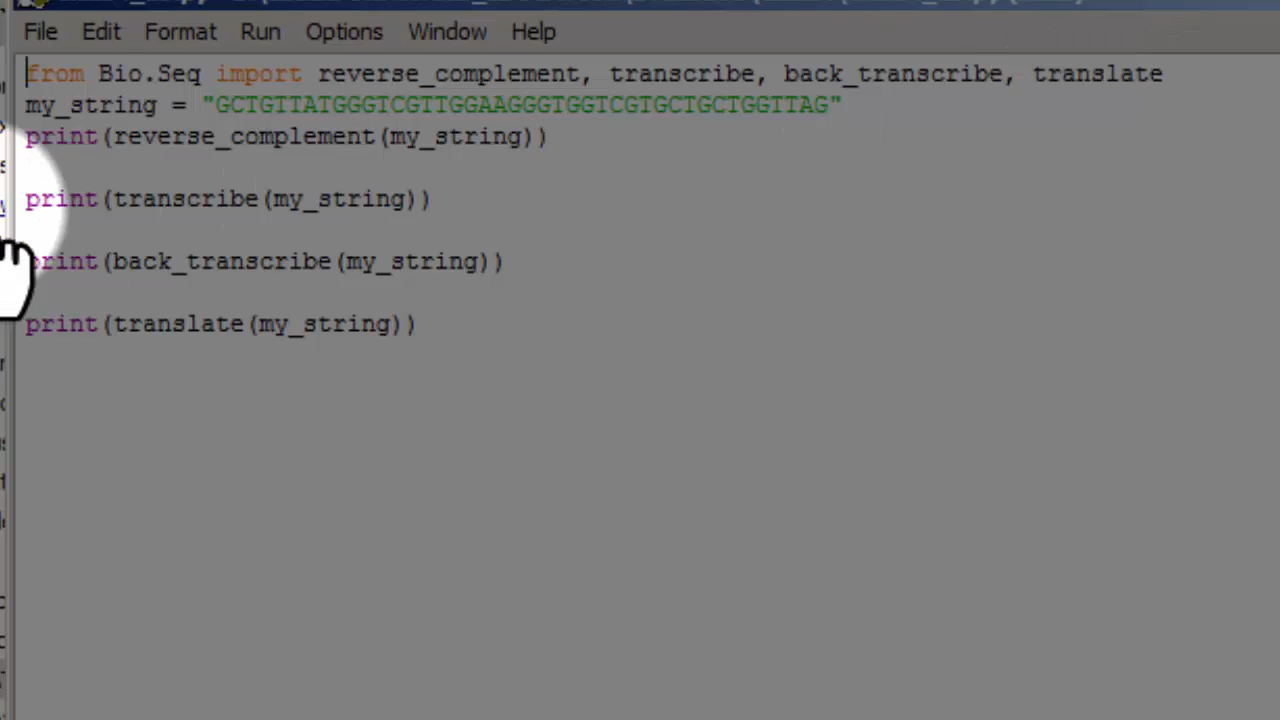 File Edit Format Run Options Window Help
from Bio.Seq import reverse_complement, transcribe, back_transcribe, translate
my_string = "GCTGTTATGGGTCGTTGGAAGGGTGGTCGTGCTGCTGGTTAG"
print(reverse_complement(my_string))
print(transcribe(my_string))
print(back_transcribe(my_string))
print(translate(my_string))